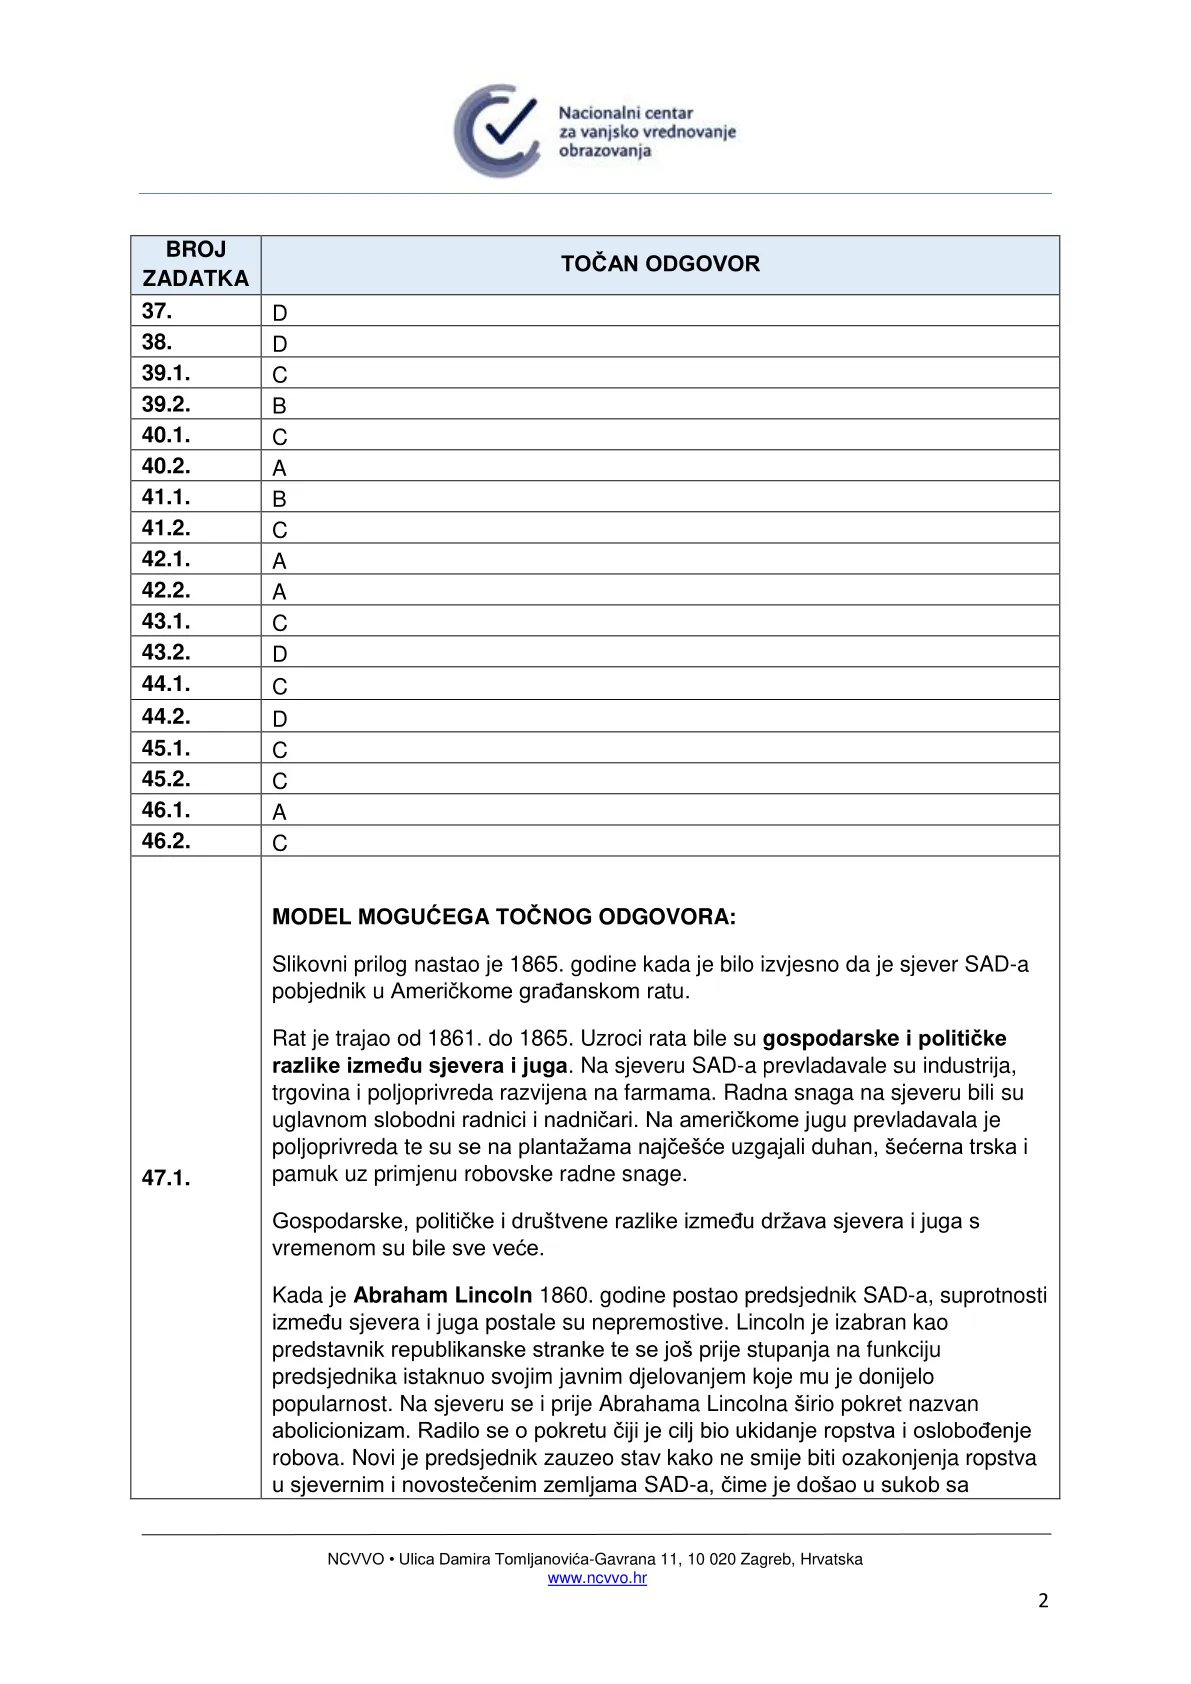 Nacionalni centar
za vanjsko vrednovanje
obrazovanja
BROJ
ZADATKA
TOČAN ODGOVOR
37. D
38. D
39.1. C
39.2. B
40.1. C
40.2. A
41.1. B
41.2. C
42.1. A
42.2. A
43.1. C
43.2. D
44.1. C
44.2. D
45.1. C
45.2. C
46.1. A
46.2. C
47.1.
MODEL MOGUĆEGA TOČNOG ODGOVORA:
Slikovni prilog nastao je 1865. godine kada je bilo izvjesno da je sjever SAD-a
pobjednik u Američkome građanskom ratu.
Rat je trajao od 1861. do 1865. Uzroci rata bile su gospodarske i političke
razlike između sjevera i juga. Na sjeveru SAD-a prevladavale su industrija,
trgovina i poljoprivreda razvijena na farmama. Radna snaga na sjeveru bili su
uglavnom slobodni radnici i nadničari. Na američkome jugu prevladavala je
poljoprivreda te su se na plantažama najčešće uzgajali duhan, šećerna trska i
pamuk uz primjenu robovske radne snage.
Gospodarske, političke i društvene razlike između država sjevera i juga s
vremenom su bile sve veće.
Kada je Abraham Lincoln 1860. godine postao predsjednik SAD-a, suprotnosti
između sjevera i juga postale su nepremostive. Lincoln je izabran kao
predstavnik republikanske stranke te se još prije stupanja na funkciju
predsjednika istaknuo svojim javnim djelovanjem koje mu je donijelo
popularnost. Na sjeveru se i prije Abrahama Lincolna širio pokret nazvan
abolicionizam. Radilo se o pokretu čiji je cilj bio ukidanje ropstva i oslobođenje
robova. Novi je predsjednik zauzeo stav kako ne smije biti ozakonjenja ropstva
u sjevernim i novostečenim zemljama SAD-a, čime je došao u sukob sa
NCVVO • Ulica Damira Tomljanovića-Gavrana 11, 10 020 Zagreb, Hrvatska
www.ncvvo.hr
2